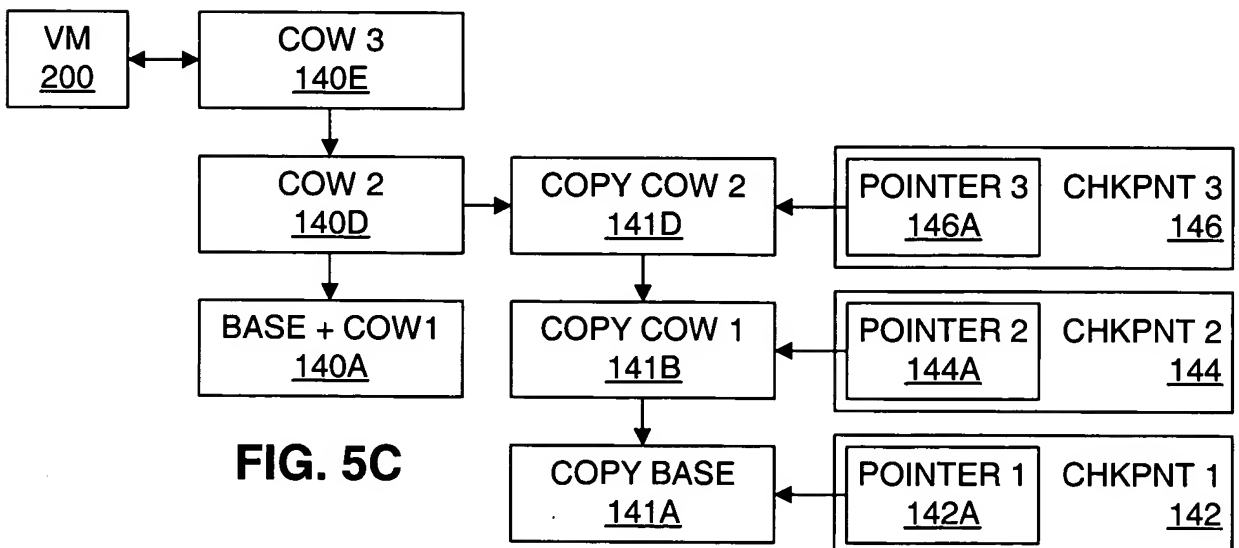 VM
200
COW 3
140E
COW 2
140D
COPY COW 2
141D
POINTER 3
146A
CHKPNT 3
146
BASE + COW1
140A
COPY COW 1
141B
POINTER 2
144A
CHKPNT 2
144
FIG. 5C
COPY BASE
141A
POINTER 1
142A
CHKPNT 1
142